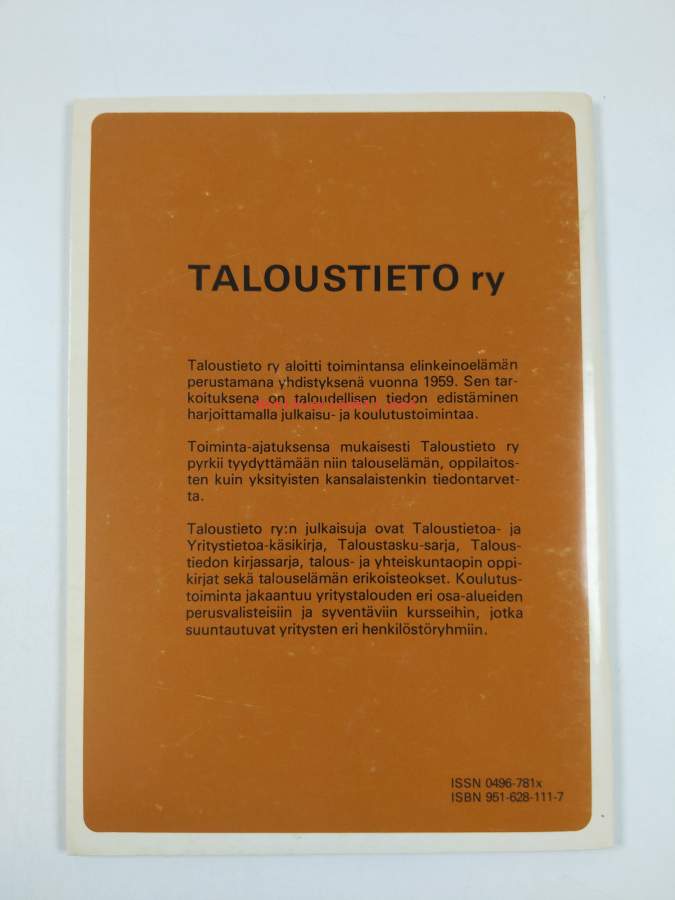 TALOUSTIETO ry
Taloustieto ry aloitti toimintansa elinkeinoelämän
perustamana yhdistyksenä vuonna 1959. Sen tar-
koituksena on taloudellisen tiedon edistäminen
harjoittamalla julkaisu- ja koulutustoimintaa.
Toiminta-ajatuksensa mukaisesti Taloustieto ry
pyrkii tyydyttämään niin talouselämän, oppilaitos-
ten kuin yksityisten kansalaistenkin tiedontarvet-
ta.
Taloustieto ry:n julkaisuja ovat Taloustietoa- ja
Yritystietoa-käsikirja, Taloustasku-sarja, Talous-
tiedon kirjassarja, talous- ja yhteiskuntaopin oppi-
kirjat sekä talouselämän erikoisteokset. Koulutus-
toiminta jakaantuu yritystalouden eri osa-alueiden
perusvalisteisiin ja syventäviin kursseihin, jotka
suuntautuvat yritysten eri henkilöstöryhmiin.
ISSN 0496-781x
ISBN 951-628-111-7